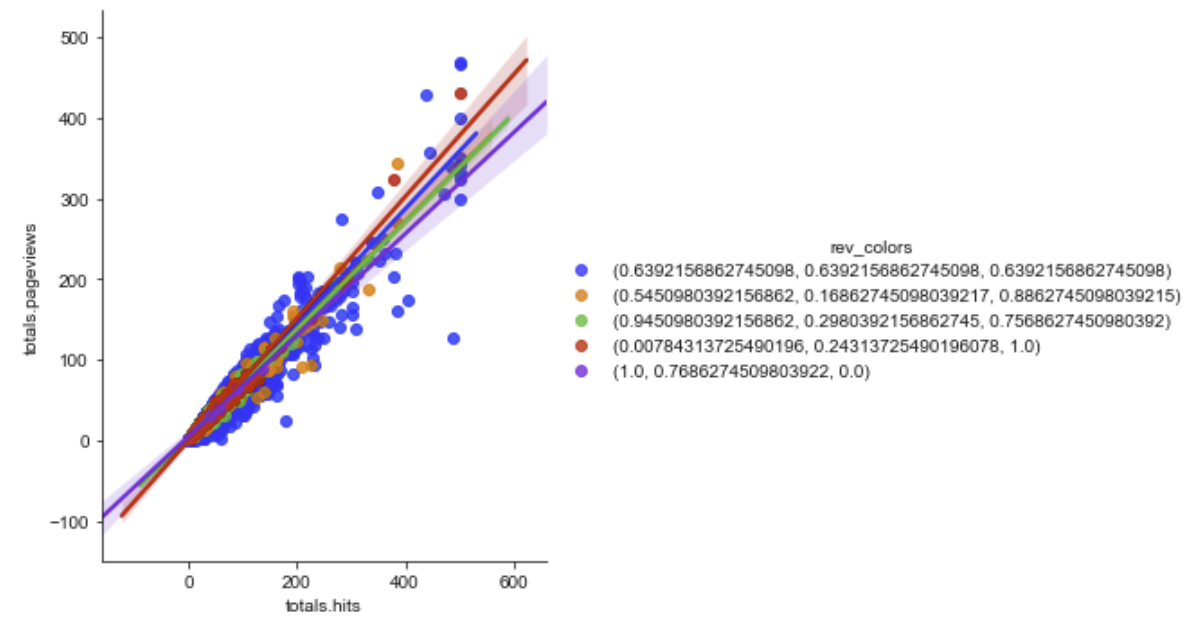 500
400
300
200
100
0
−100
totals.pageviews
0
200
400
600
totals.hits
rev_colors
(0.6392156862745098, 0.6392156862745098, 0.6392156862745098)
(0.5450980392156862, 0.16862745098039217, 0.8862745098039215)
(0.9450980392156862, 0.2980392156862745, 0.7568627450980392)
(0.00784313725490196, 0.24313725490196078, 1.0)
(1.0, 0.7686274509803922, 0.0)